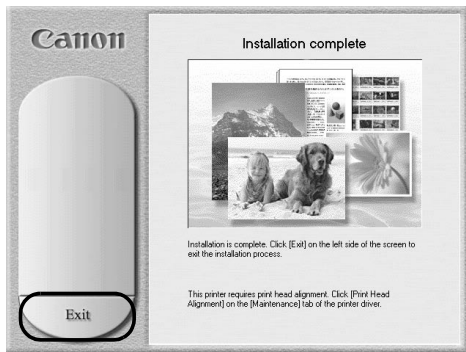 Canon
Installation complete
Installation is complete. Click [Exit] on the left side of the screen to
exit the installation process.
This printer requires print head alignment. Click [Print Head
Alignment] on the [Maintenance] tab of the printer driver.
Exit